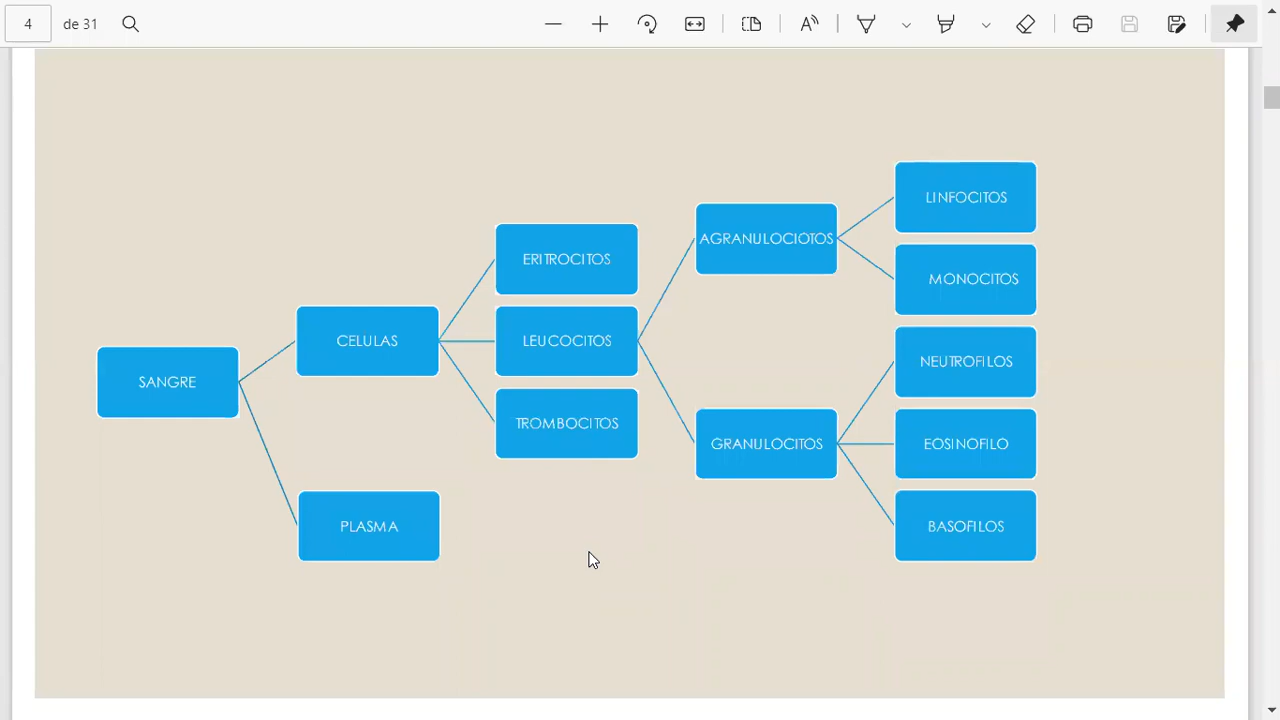 4 de 31
LINFOCITOS
AGRANULOCIOTOS
ERITROCITOS
MONOCITOS
CELULAS
LEUCOCITOS
NEUTROFILOS
SANGRE
TROMBOCITOS
GRANULOCITOS
EOSINOFILO
PLASMA
BASOFILOS